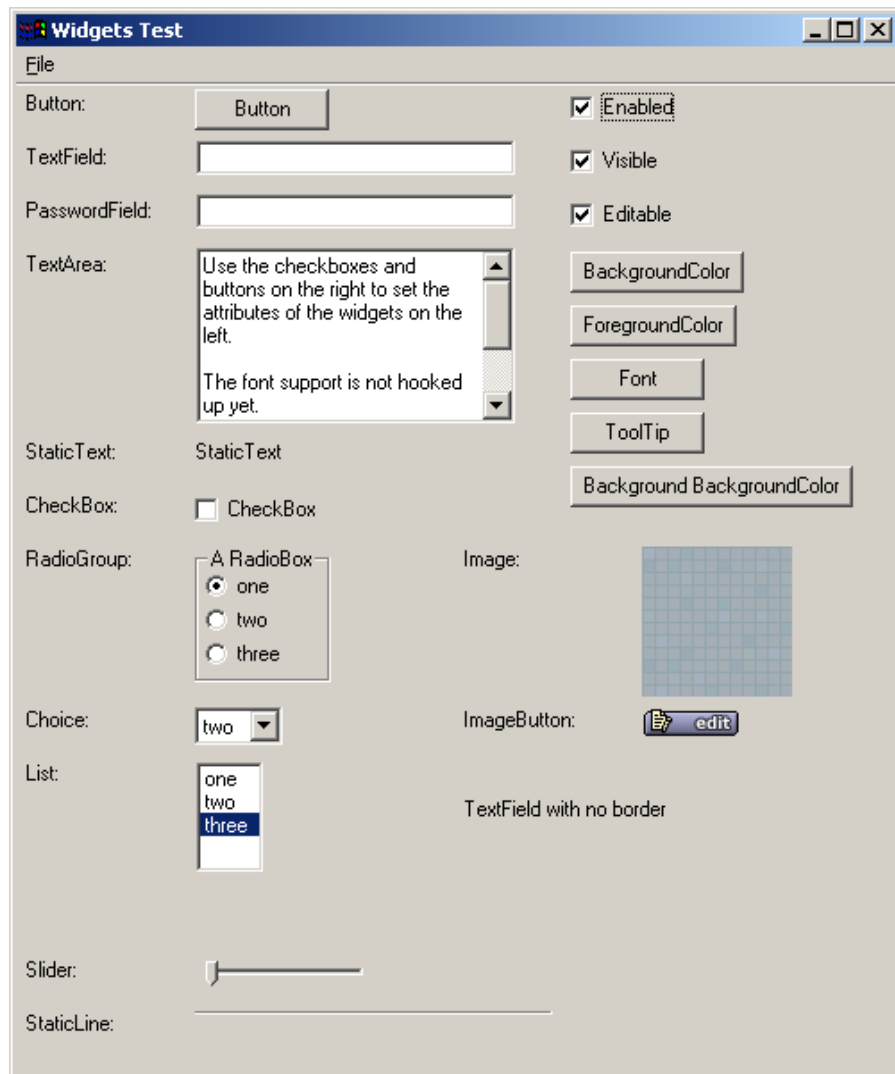 Widgets Test
File
Button:
Button
Enabled
TextField:
Visible
PasswordField:
Editable
TextArea:
Use the checkboxes and
buttons on the right to set the
attributes of the widgets on the
left.
The font support is not hooked
up yet.
BackgroundColor
ForegroundColor
Font
ToolTip
StaticText:
StaticText
Background BackgroundColor
CheckBox:
CheckBox
RadioGroup:
A RadioBox
one
two
three
Image:
Choice:
two
ImageButton:
edit
List:
one
two
three
TextField with no border
Slider:
StaticLine: